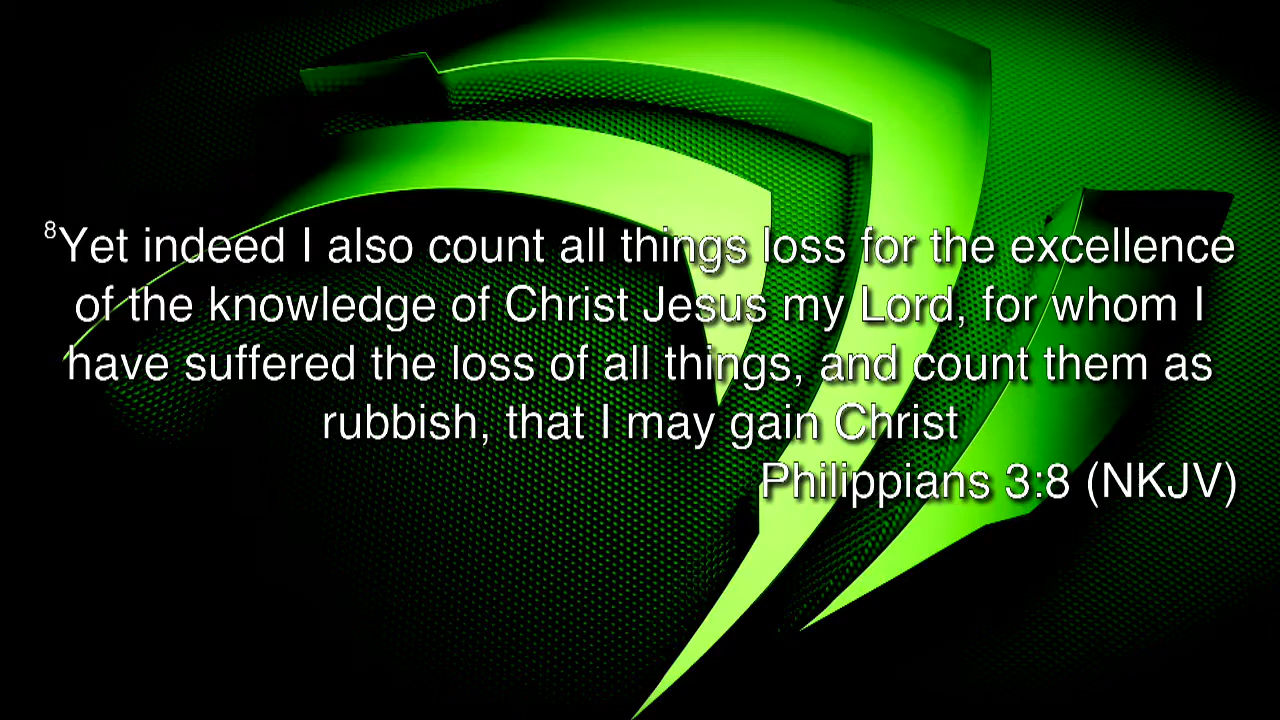 ⁸Yet indeed I also count all things loss for the excellence
of the knowledge of Christ Jesus my Lord, for whom I
have suffered the loss of all things, and count them as
rubbish, that I may gain Christ
Philippians 3:8 (NKJV)